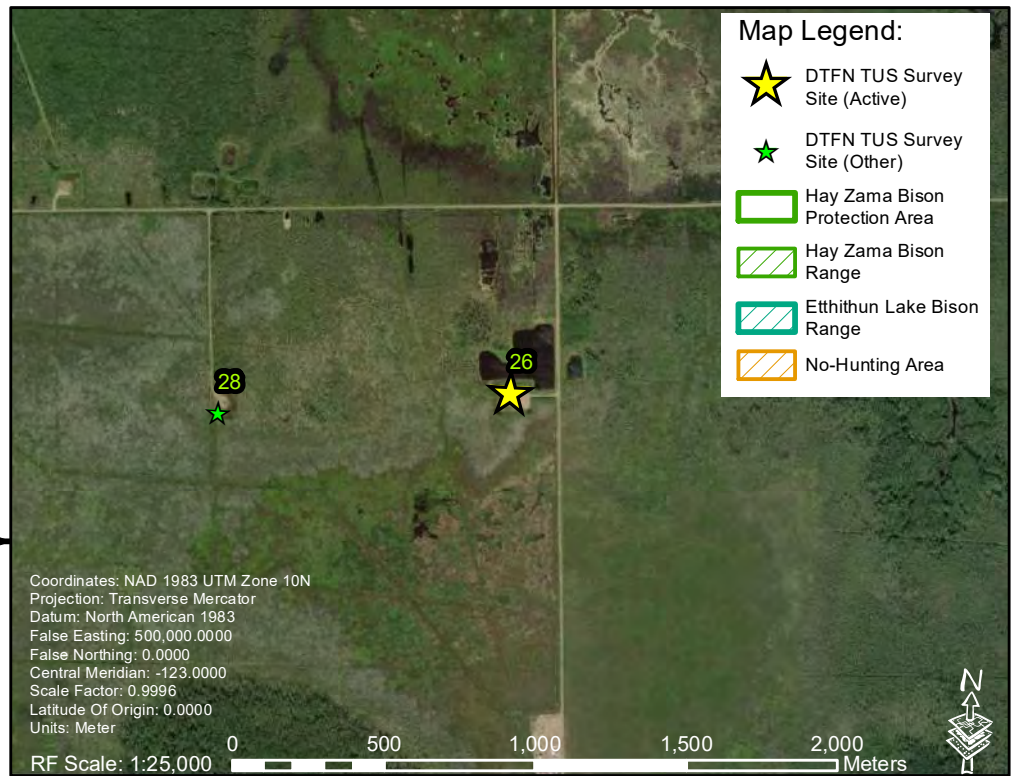 Map Legend:
DTFN TUS Survey
Site (Active)
DTFN TUS Survey
Site (Other)
Hay Zama Bison
Protection Area
Hay Zama Bison
Range
Etthithun Lake Bison
Range
No-Hunting Area
26
28
Coordinates: NAD 1983 UTM Zone 10N
Projection: Transverse Mercator
Datum: North American 1983
False Easting: 500,000.0000
False Northing: 0.0000
Central Meridian: -123.0000
Scale Factor: 0.9996
Latitude Of Origin: 0.0000
Units: Meter
RF Scale: 1:25,000
0 500 1,000 1,500 2,000
Meters
N